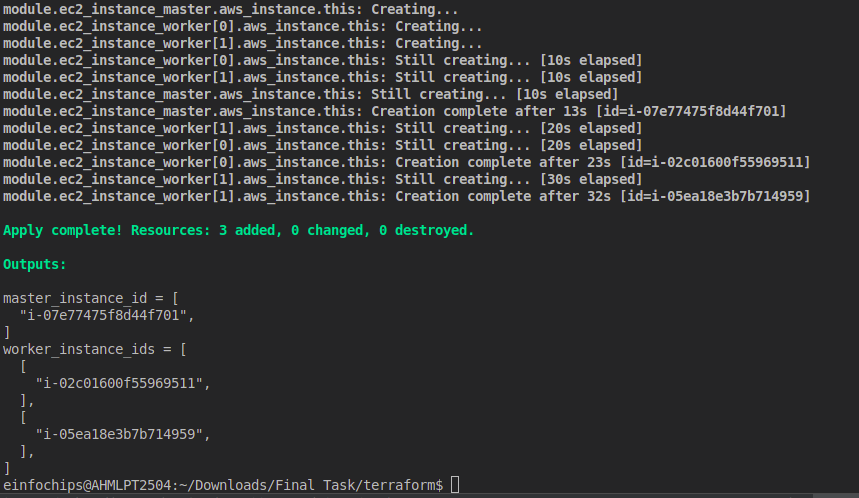 module.ec2_instance_master.aws_instance.this: Creating...
module.ec2_instance_worker[0].aws_instance.this: Creating...
module.ec2_instance_worker[1].aws_instance.this: Creating...
module.ec2_instance_worker[0].aws_instance.this: Still creating... [10s elapsed]
module.ec2_instance_worker[1].aws_instance.this: Still creating... [10s elapsed]
module.ec2_instance_master.aws_instance.this: Still creating... [10s elapsed]
module.ec2_instance_master.aws_instance.this: Creation complete after 13s [id=i-07e77475f8d44f701]
module.ec2_instance_worker[1].aws_instance.this: Still creating... [20s elapsed]
module.ec2_instance_worker[0].aws_instance.this: Still creating... [20s elapsed]
module.ec2_instance_worker[0].aws_instance.this: Creation complete after 23s [id=i-02c01600f55969511]
module.ec2_instance_worker[1].aws_instance.this: Still creating... [30s elapsed]
module.ec2_instance_worker[1].aws_instance.this: Creation complete after 32s [id=i-05ea18e3b7b714959]

Apply complete! Resources: 3 added, 0 changed, 0 destroyed.

Outputs:

master_instance_id = [
  "i-07e77475f8d44f701",
]
worker_instance_ids = [
  [
    "i-02c01600f55969511",
  ],
  [
    "i-05ea18e3b7b714959",
  ],
]
einfochips@AHMLPT2504:~/Downloads/Final Task/terraform$